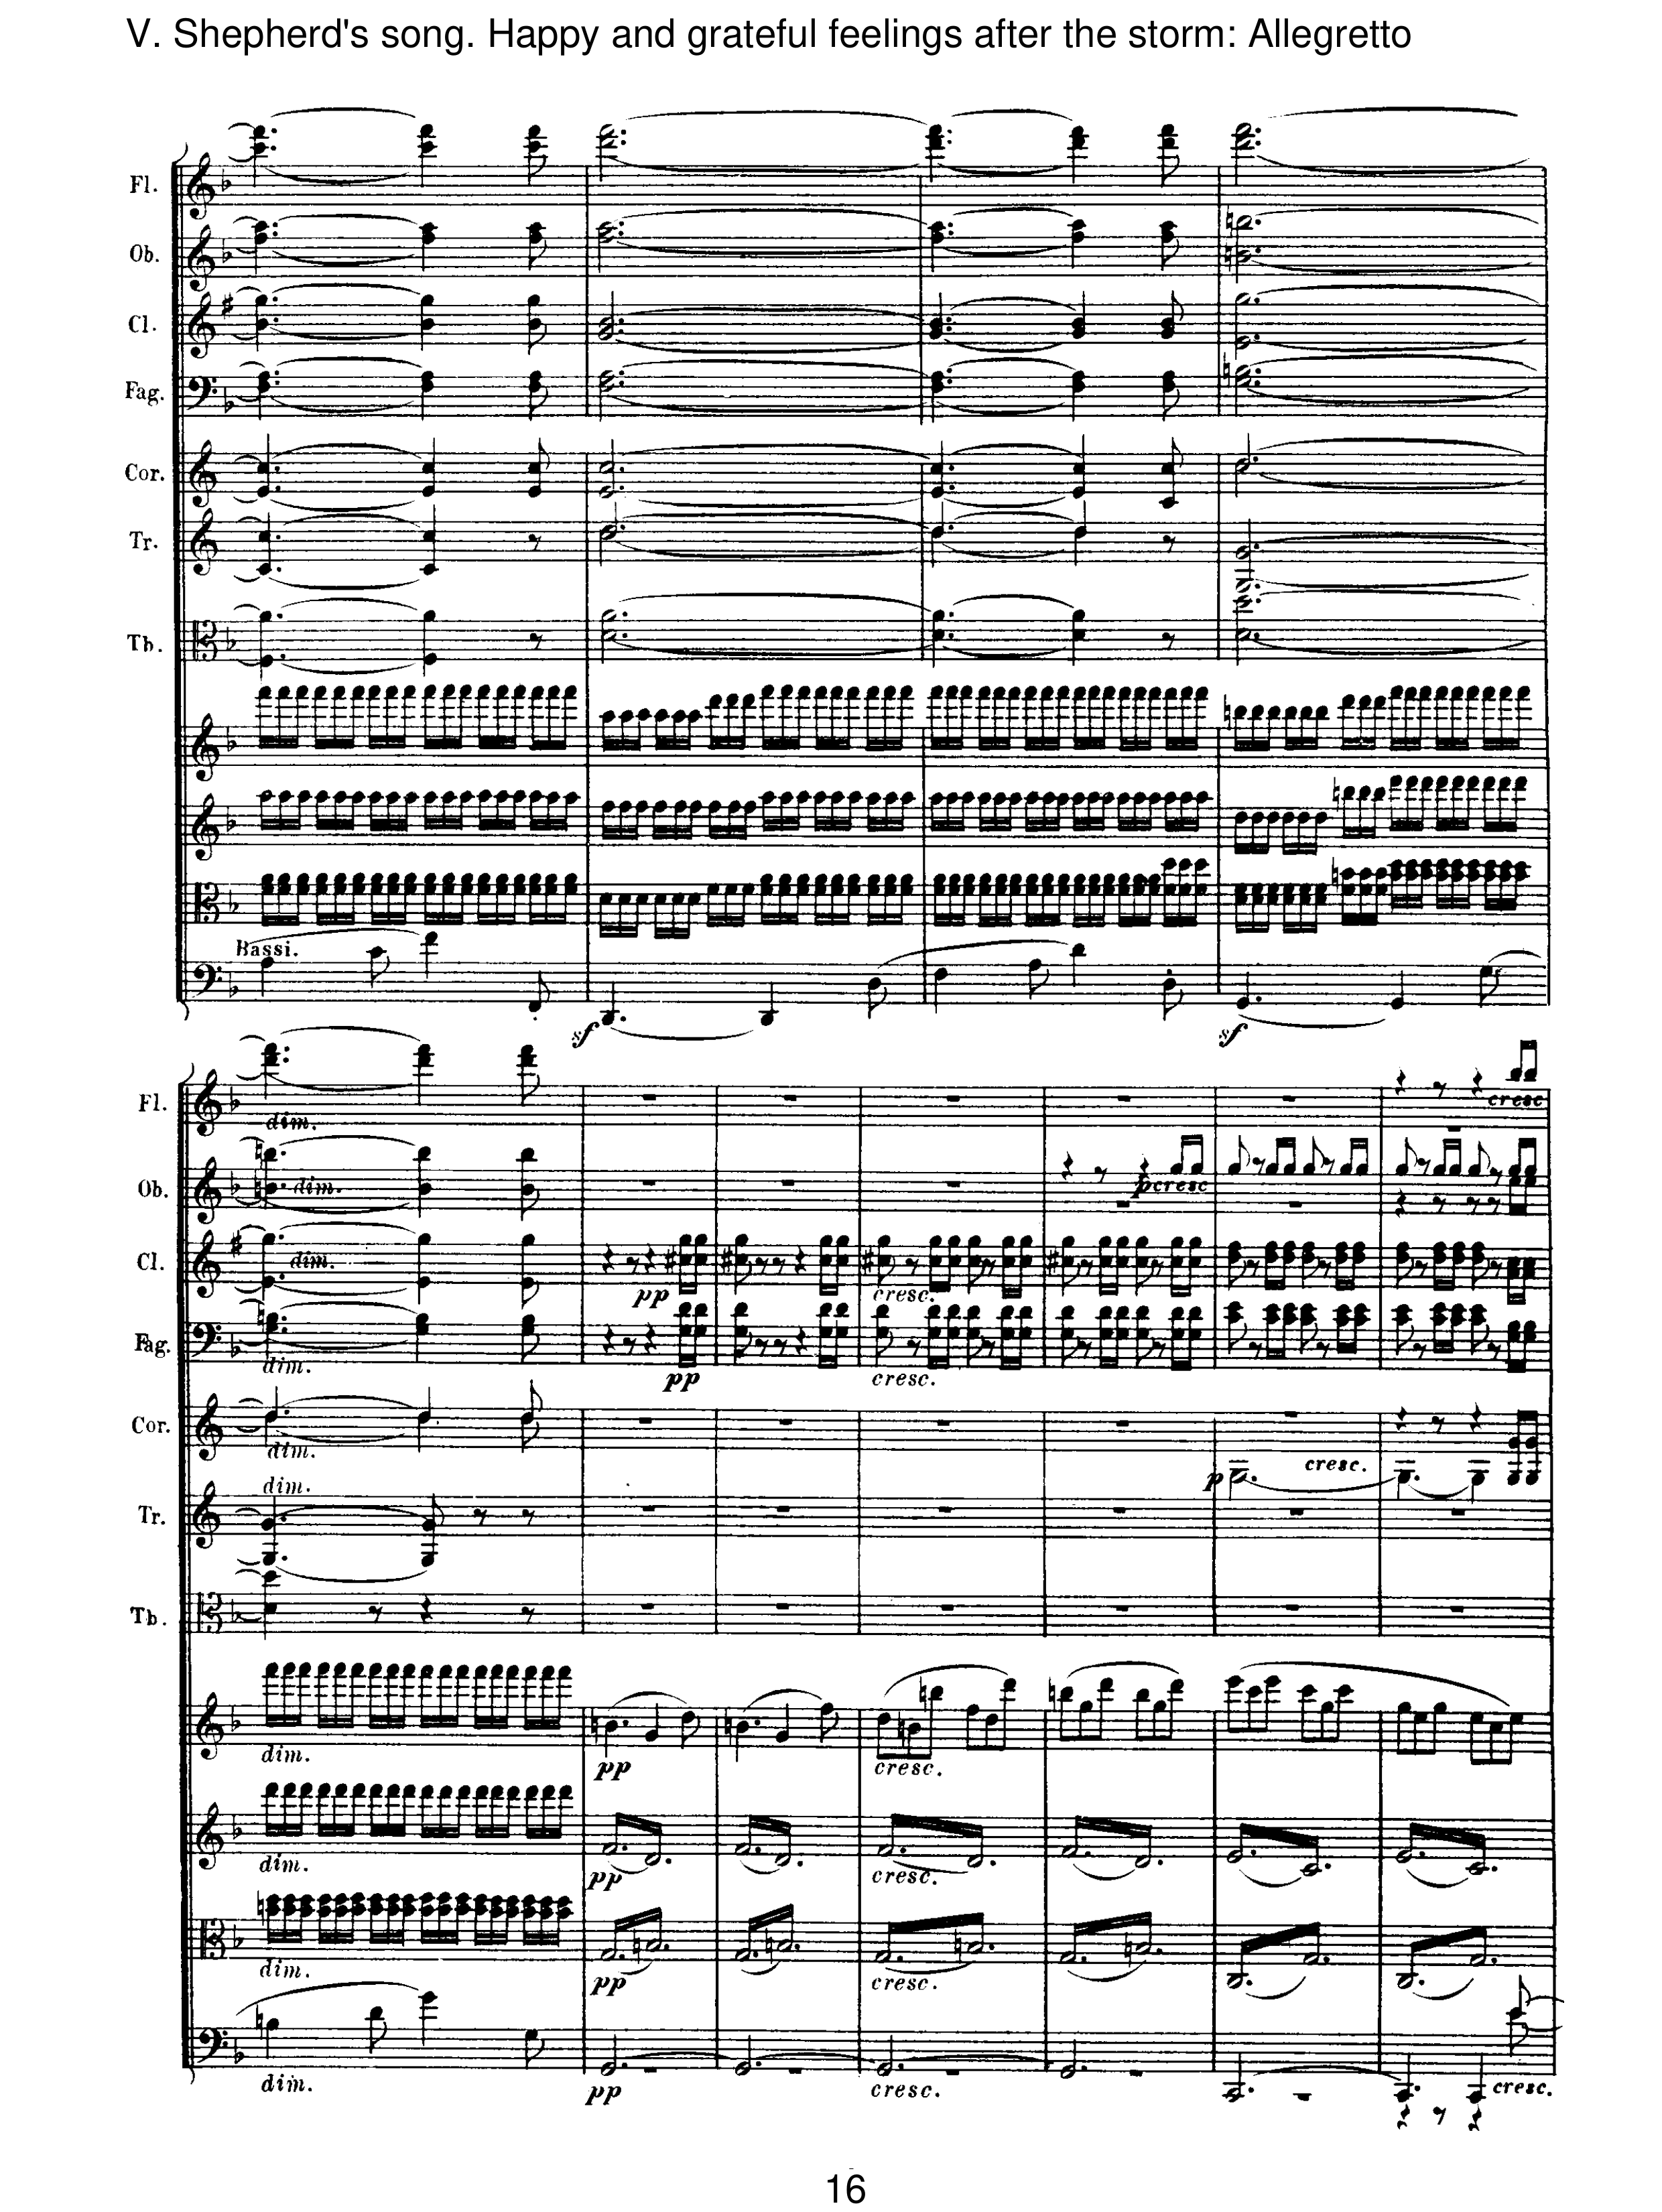 V. Shepherd's song. Happy and grateful feelings after the storm: Allegretto
Fl.
Ob.
Cl.
Fag.
Cor.
Tr.
Tb.
Bassi.
sf sf
Fl. dim. cresc
Ob. dim. pcresc
Cl. dim. pp cresc.
Fag. dim. pp cresc.
Cor. dim. p cresc.
dim.
Tr.
Tb.
dim. pp cresc.
dim. pp cresc.
dim. pp cresc.
dim. pp cresc. cresc.
16